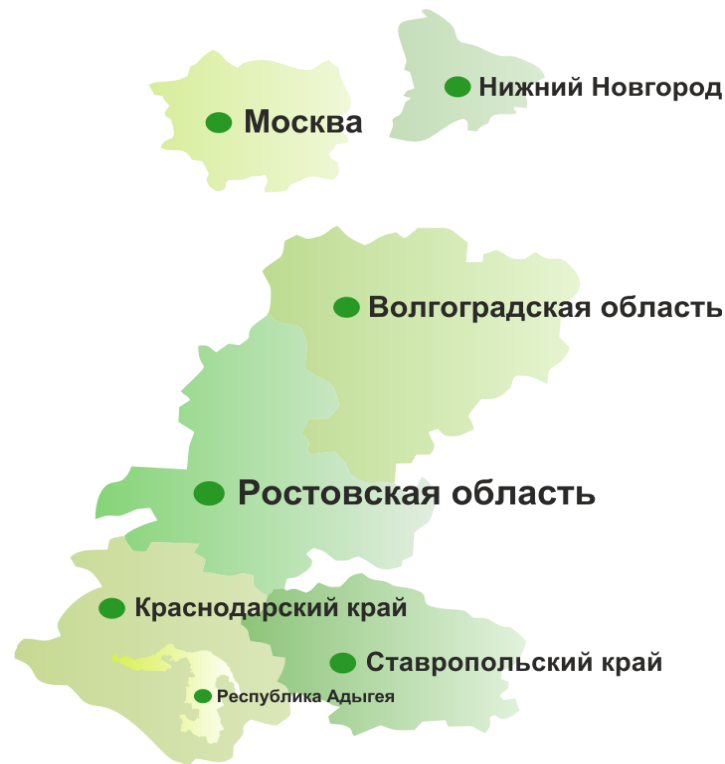 Нижний Новгород
Москва
Волгоградская область
Ростовская область
Краснодарский край
Ставропольский край
Республика Адыгея